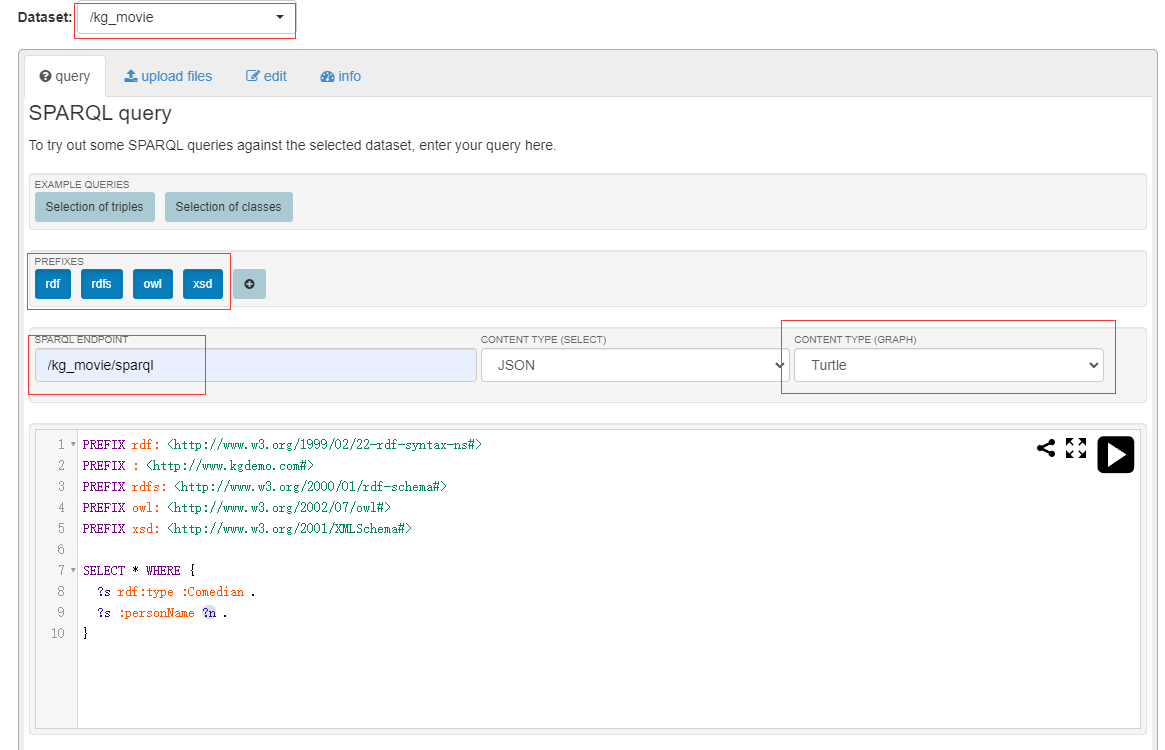 Dataset: /kg_movie
query upload files edit info
SPARQL query
To try out some SPARQL queries against the selected dataset, enter your query here.
EXAMPLE QUERIES
Selection of triples Selection of classes
PREFIXES
rdf rdfs owl xsd
SPARQL ENDPOINT CONTENT TYPE (SELECT) CONTENT TYPE (GRAPH)
/kg_movie/sparql JSON Turtle
1 PREFIX rdf: <http://www.w3.org/1999/02/22-rdf-syntax-ns#>
2 PREFIX : <http://www.kgdemo.com#>
3 PREFIX rdfs: <http://www.w3.org/2000/01/rdf-schema#>
4 PREFIX owl: <http://www.w3.org/2002/07/owl#>
5 PREFIX xsd: <http://www.w3.org/2001/XMLSchema#>
6
7 SELECT * WHERE {
8 ?s rdf:type :Comedian .
9 ?s :personName ?n .
10 }